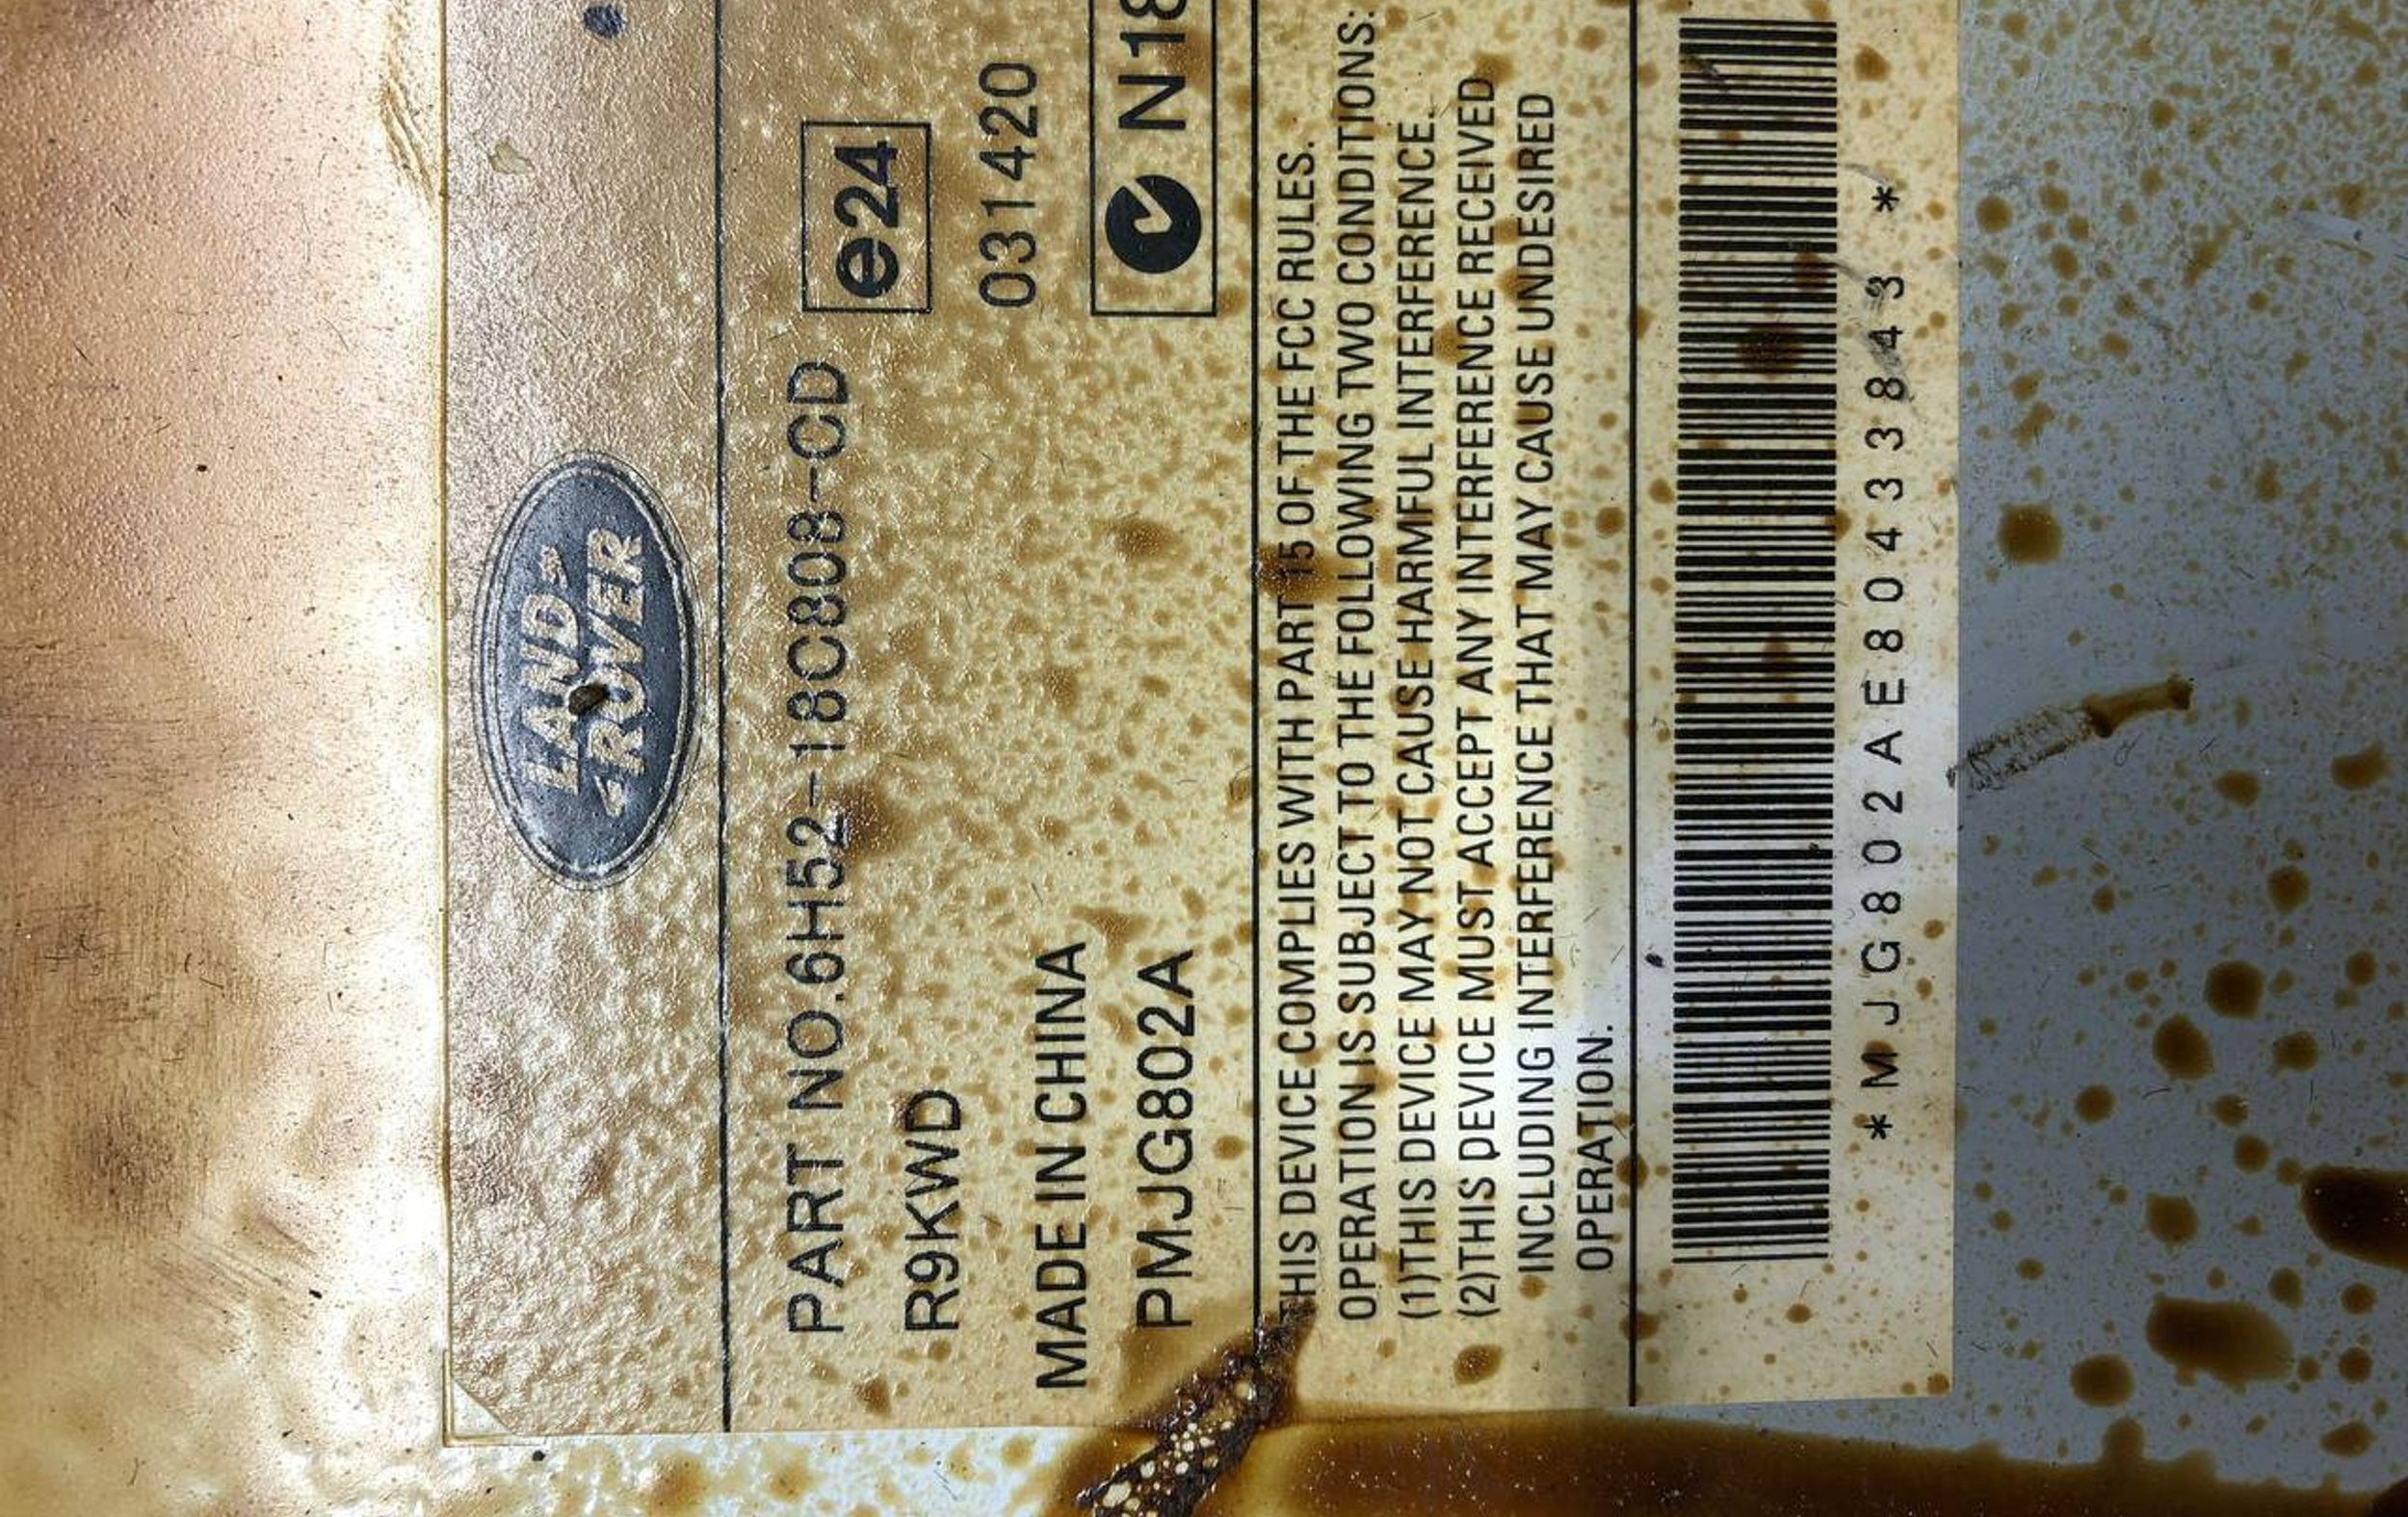 LAND
ROVER
PART NO.6H52-18C808-CD
R9KWD
e24
031420
MADE IN CHINA
PMJG802A
N18
THIS DEVICE COMPLIES WITH PART 15 OF THE FCC RULES.
OPERATION IS SUBJECT TO THE FOLLOWING TWO CONDITIONS:
(1)THIS DEVICE MAY NOT CAUSE HARMFUL INTERFERENCE.
(2)THIS DEVICE MUST ACCEPT ANY INTERFERENCE RECEIVED
INCLUDING INTERFERENCE THAT MAY CAUSE UNDESIRED
OPERATION.
*MJG802AE80433843*